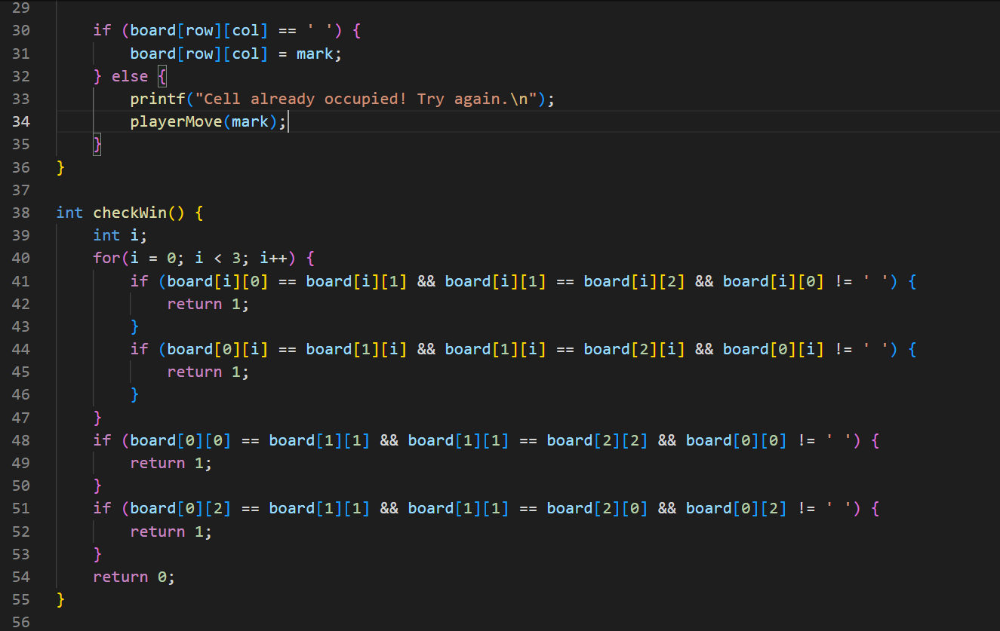 29
30 if (board[row][col] == ' ') {
31 board[row][col] = mark;
32 } else {
33 printf("Cell already occupied! Try again.\n");
34 playerMove(mark);
35 }
36 }
37
38 int checkWin() {
39 int i;
40 for(i = 0; i < 3; i++) {
41 if (board[i][0] == board[i][1] && board[i][1] == board[i][2] && board[i][0] != ' ') {
42 return 1;
43 }
44 if (board[0][i] == board[1][i] && board[1][i] == board[2][i] && board[0][i] != ' ') {
45 return 1;
46 }
47 }
48 if (board[0][0] == board[1][1] && board[1][1] == board[2][2] && board[0][0] != ' ') {
49 return 1;
50 }
51 if (board[0][2] == board[1][1] && board[1][1] == board[2][0] && board[0][2] != ' ') {
52 return 1;
53 }
54 return 0;
55 }
56